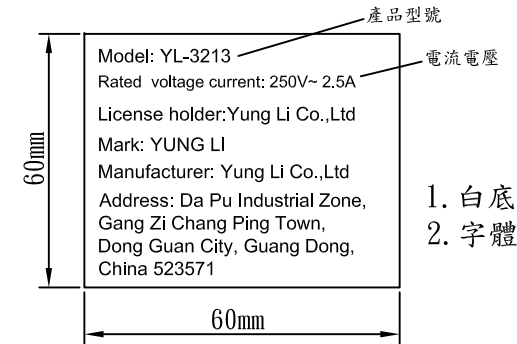 產品型號
Model: YL-3213
電流電壓
Rated voltage current: 250V~ 2.5A
License holder:Yung Li Co.,Ltd
Mark: YUNG LI
Manufacturer: Yung Li Co.,Ltd
Address: Da Pu Industrial Zone,
Gang Zi Chang Ping Town,
Dong Guan City, Guang Dong,
China 523571
60mm
60mm
1. 白底
2. 字體